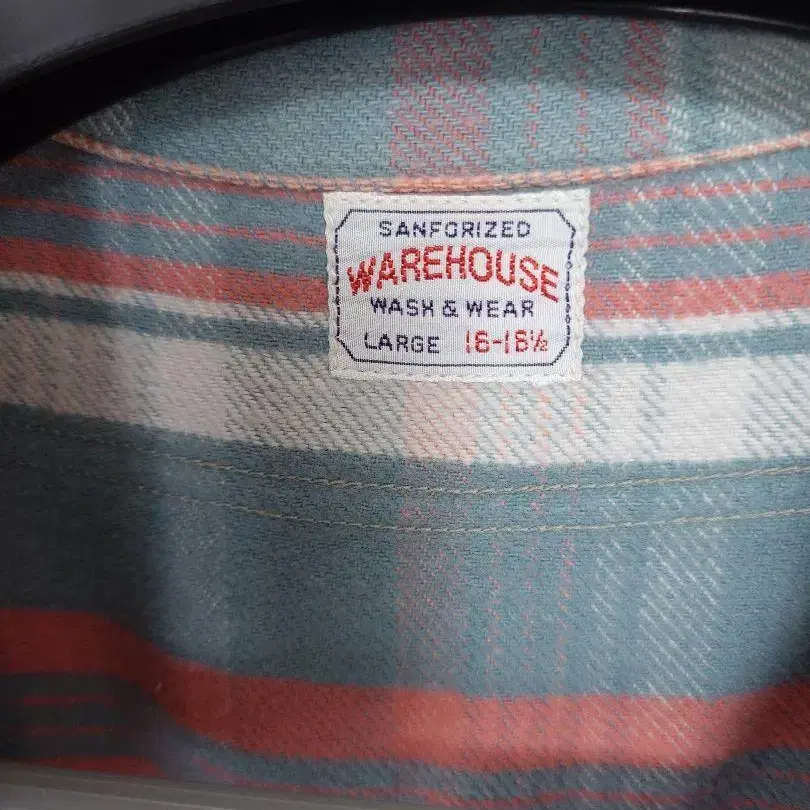 SANFORIZED
WAREHOUSE
WASH & WEAR
LARGE 16-16½